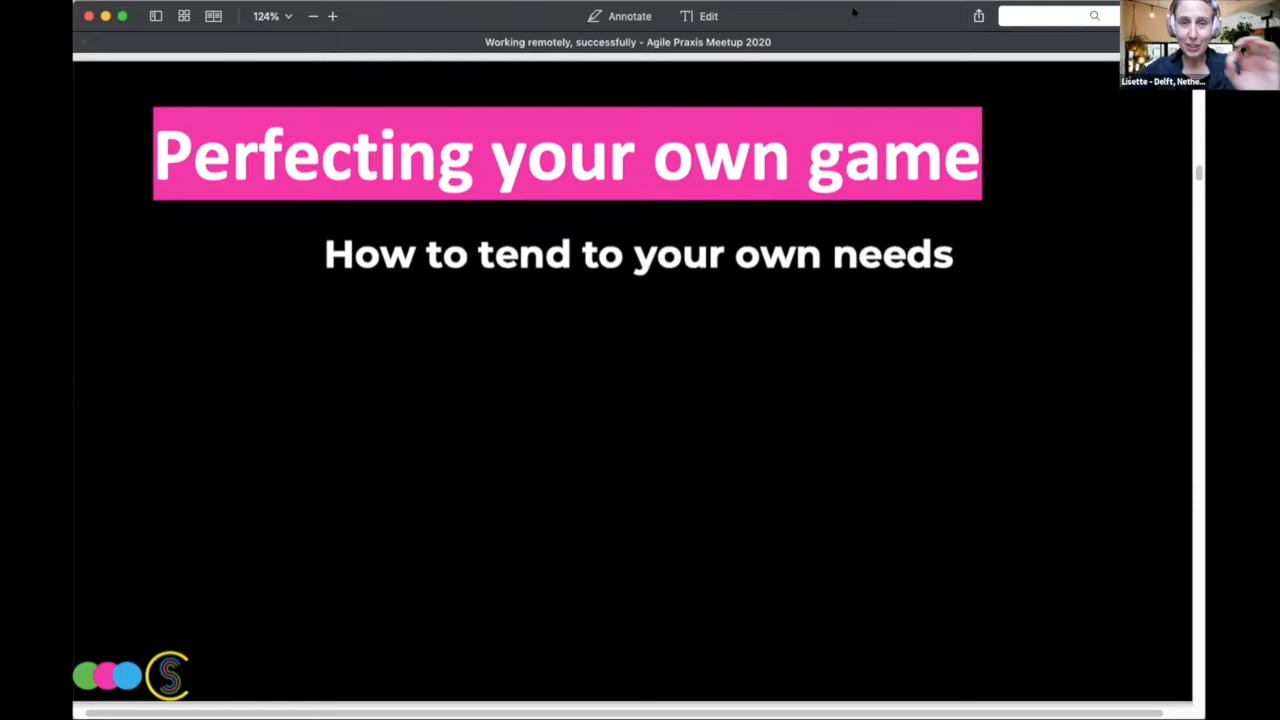 124%
Annotate
Edit
Working remotely, successfully - Agile Praxis Meetup 2020
Lisette - Delft, Nethe...
Perfecting your own game
How to tend to your own needs
CS